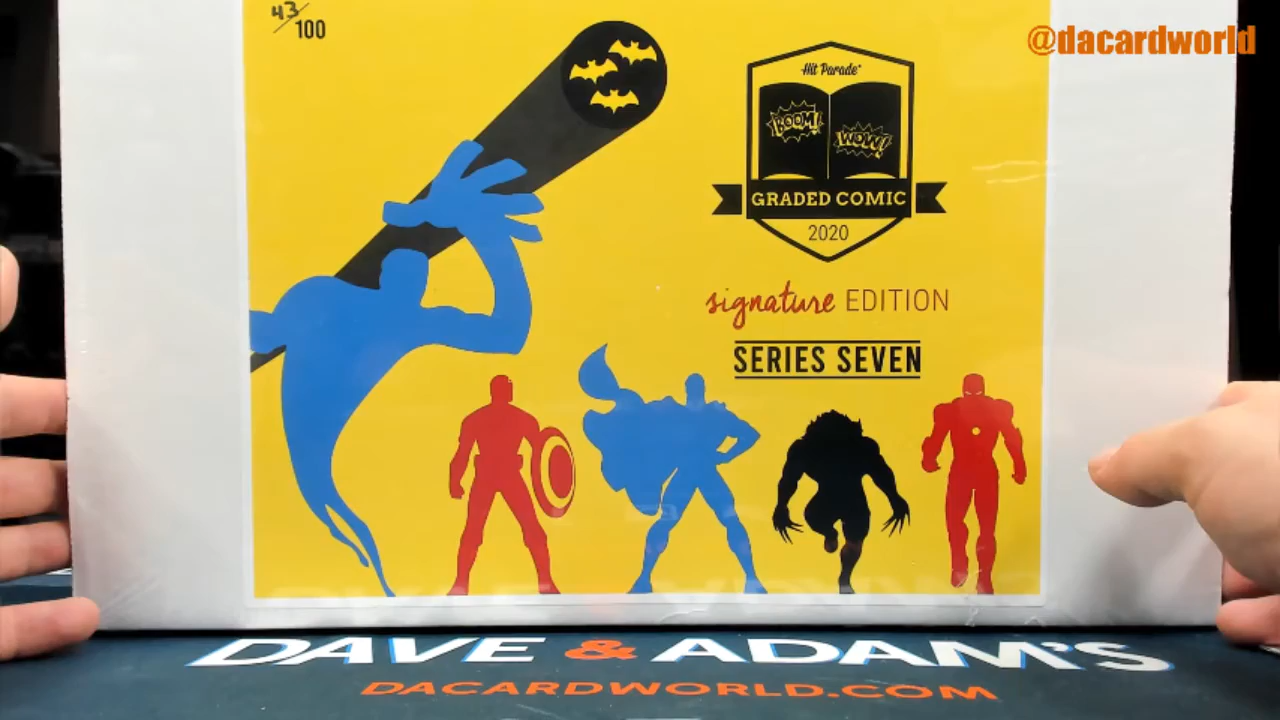 43/100
@dacardworld
Hit Parade
BOOM!
WOW!
GRADED COMIC
2020
signature EDITION
SERIES SEVEN
DAVE & ADAM'S
DACARDWORLD.COM